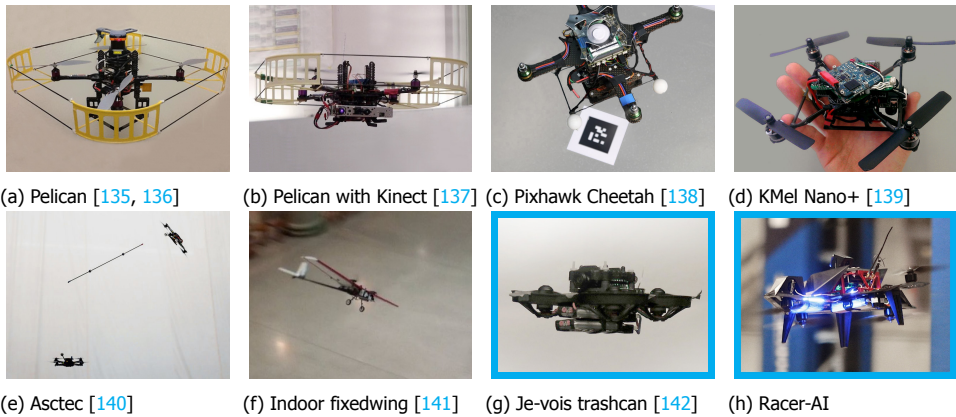 (a) Pelican [135, 136]
(b) Pelican with Kinect [137]
(c) Pixhawk Cheetah [138]
(d) KMel Nano+ [139]
(e) Asctec [140]
(f) Indoor fixedwing [141]
(g) Je-vois trashcan [142]
(h) Racer-AI